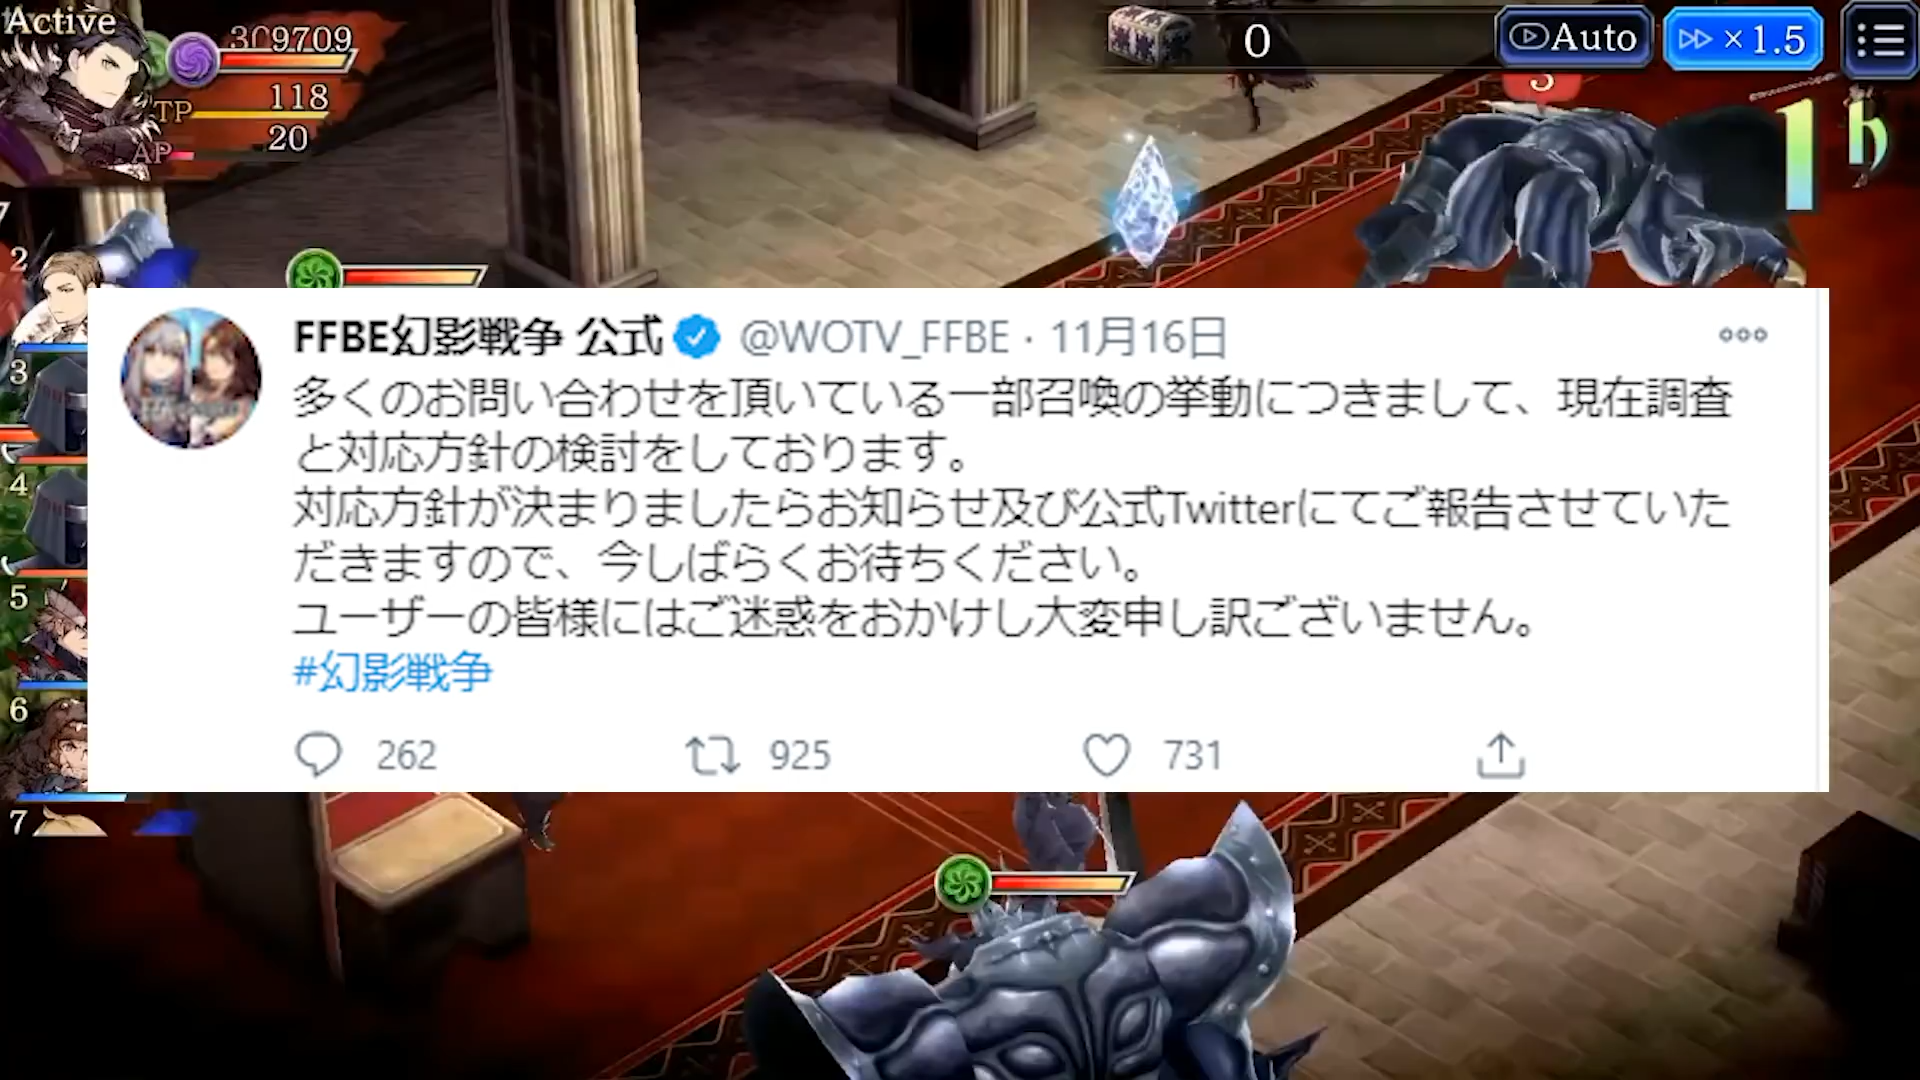 Active
309709
TP 118
AP 20
0
Auto
×1.5
3
2
3
4
5
6
7
FFBE幻影戦争 公式 @WOTV_FFBE · 11月16日
多くのお問い合わせを頂いている一部召喚の挙動につきまして、現在調査
と対応方針の検討をしております。
対応方針が決まりましたらお知らせ及び公式Twitterにてご報告させていた
だきますので、今しばらくお待ちください。
ユーザーの皆様にはご迷惑をおかけし大変申し訳ございません。
#幻影戦争
262 925 731